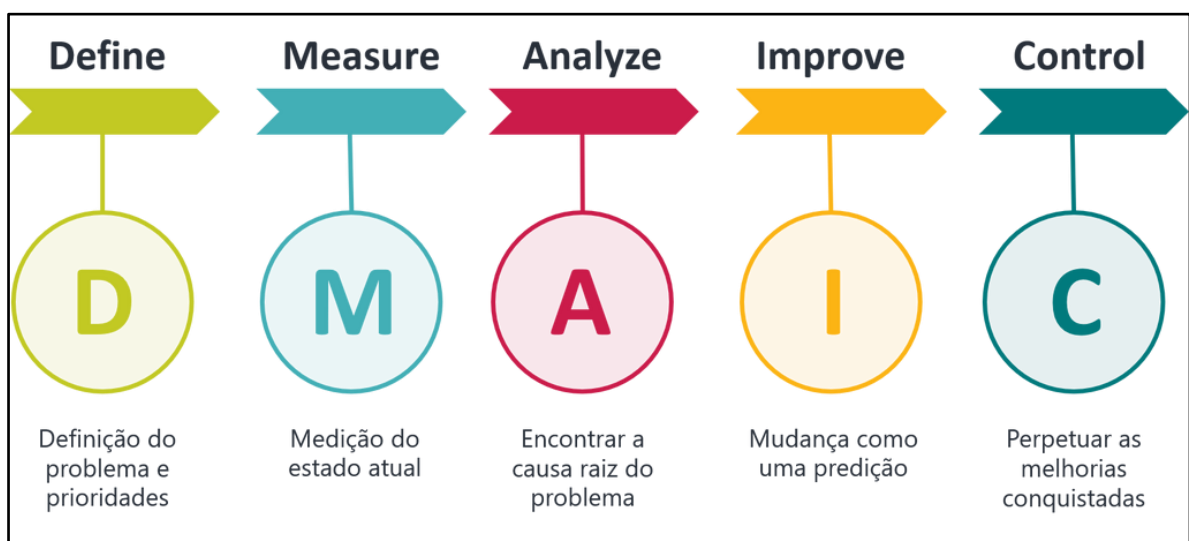 Define
Measure
Analyze
Improve
Control
D
M
A
I
C
Definição do
problema e
prioridades
Medição do
estado atual
Encontrar a
causa raiz do
problema
Mudança como
uma predição
Perpetuar as
melhorias
conquistadas